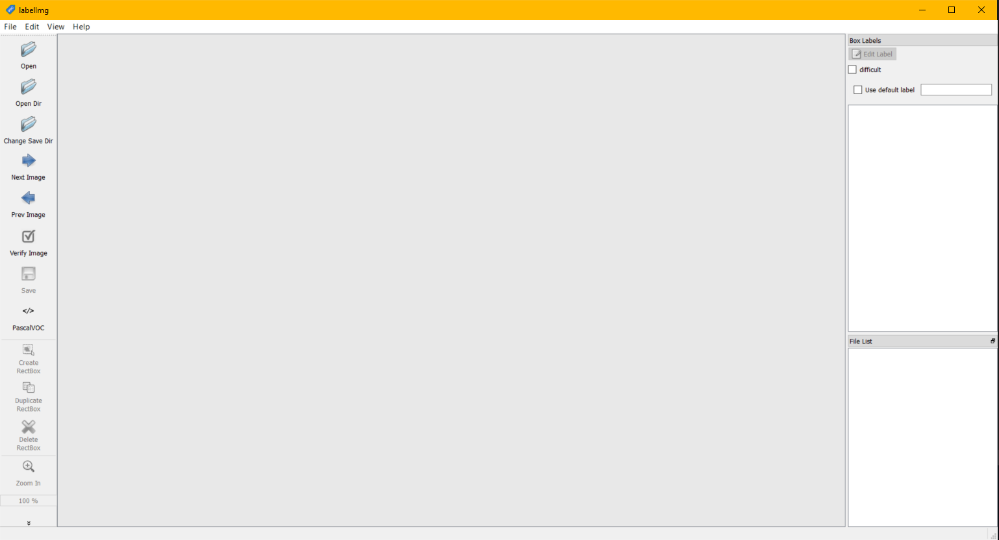 labelImg
File Edit View Help
Open
Open Dir
Change Save Dir
Next Image
Prev Image
Verify Image
Save
</>
PascalVOC
Create
RectBox
Duplicate
RectBox
Delete
RectBox
Zoom In
100 %
Box Labels
Edit Label
difficult
Use default label
File List